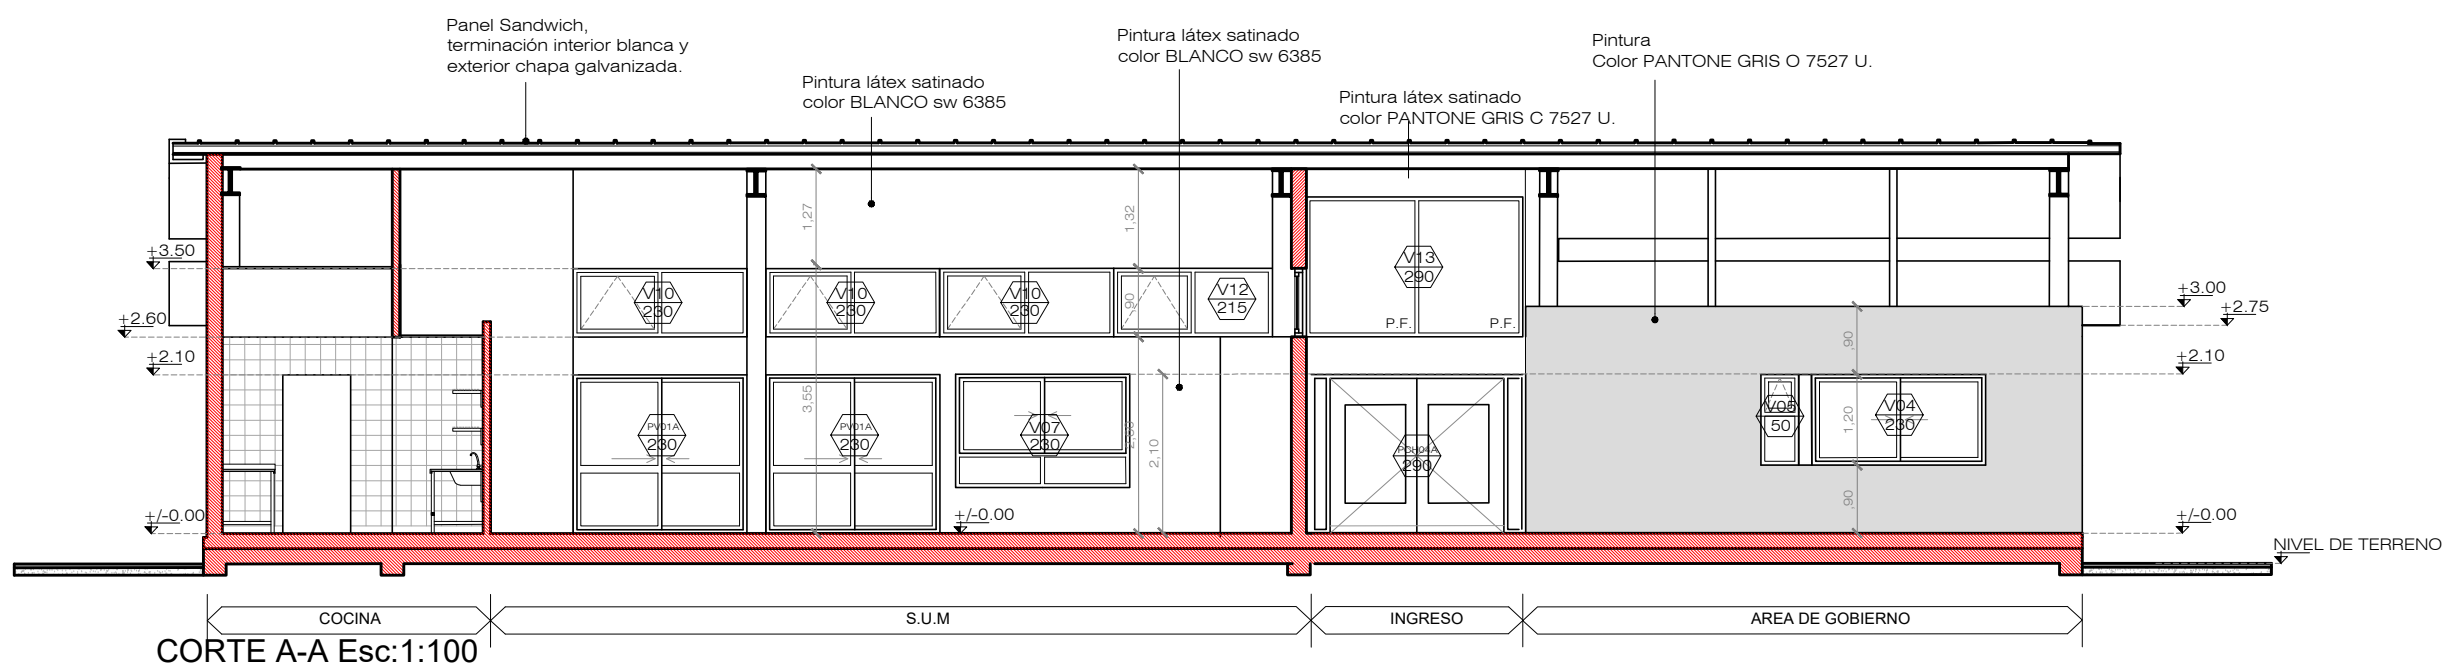 Panel Sandwich,
terminación interior blanca y
exterior chapa galvanizada.
Pintura látex satinado
color BLANCO sw 6385
Pintura látex satinado
color BLANCO sw 6385
Pintura látex satinado
color PANTONE GRIS C 7527 U.
Pintura
Color PANTONE GRIS O 7527 U.
+3.50
+2.60
+2.10
+/-0.00
1,27
3,55
1,32
,90
2,10
V10
230
V10
230
V10
230
V12
215
V13
290
P.F.
P.F.
PV01A
230
PV01A
230
V07
230
PCH04A
290
V05
50
V04
230
,90
1,20
,90
+/-0.00
+3.00
+2.75
+2.10
+/-0.00
NIVEL DE TERRENO
COCINA
S.U.M
INGRESO
AREA DE GOBIERNO
CORTE A-A Esc:1:100